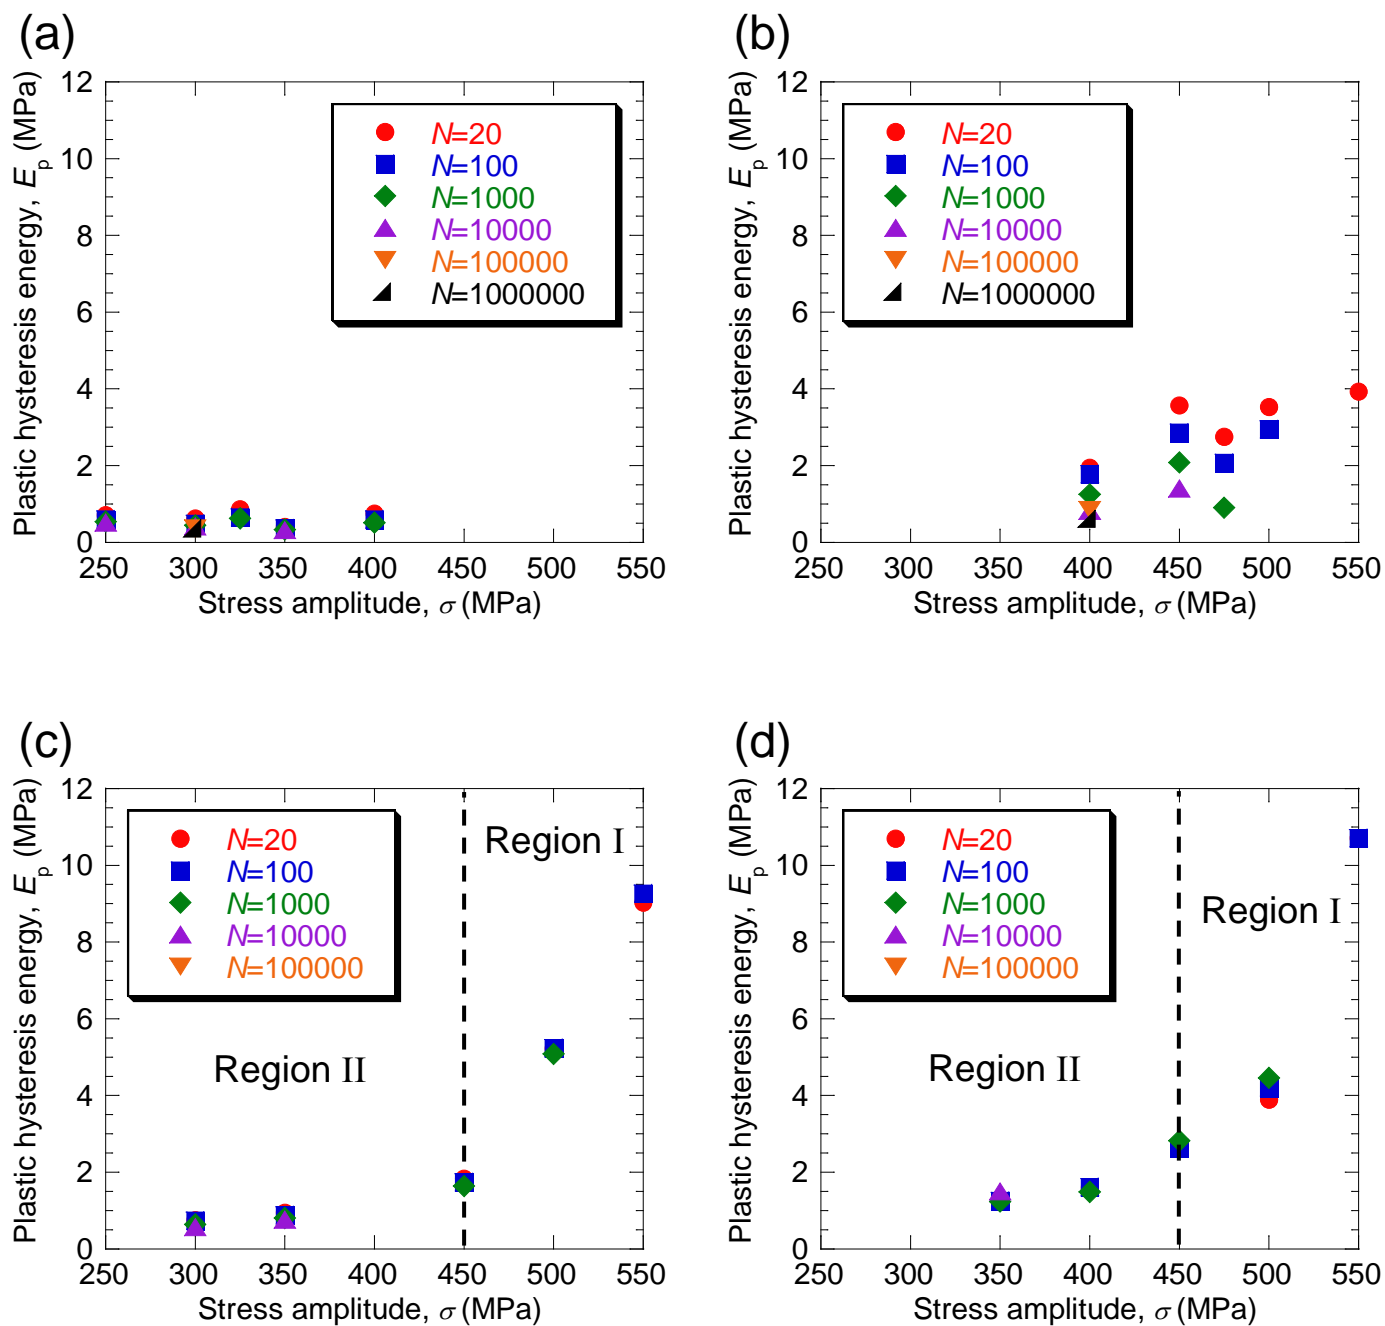 (a)
Plastic hysteresis energy, Ep (MPa)
12
10
8
6
4
2
0
N=20
N=100
N=1000
N=10000
N=100000
N=1000000
250 300 350 400 450 500 550
Stress amplitude, σ (MPa)
(b)
Plastic hysteresis energy, Ep (MPa)
12
10
8
6
4
2
0
N=20
N=100
N=1000
N=10000
N=100000
N=1000000
250 300 350 400 450 500 550
Stress amplitude, σ (MPa)
(c)
Plastic hysteresis energy, Ep (MPa)
12
10
8
6
4
2
0
N=20
N=100
N=1000
N=10000
N=100000
Region I
Region II
250 300 350 400 450 500 550
Stress amplitude, σ (MPa)
(d)
Plastic hysteresis energy, Ep (MPa)
12
10
8
6
4
2
0
N=20
N=100
N=1000
N=10000
N=100000
Region I
Region II
250 300 350 400 450 500 550
Stress amplitude, σ (MPa)